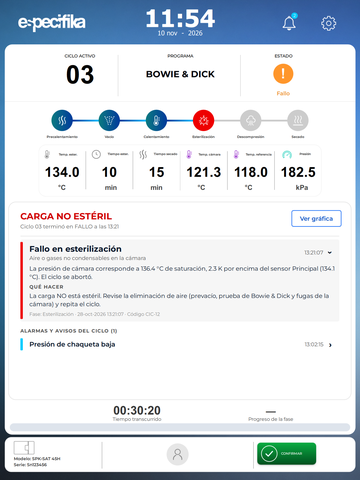 e·specifika
11:54
10 nov - 2026
CICLO ACTIVO
PROGRAMA
ESTADO
03
BOWIE & DICK
Fallo
Precalentamiento
Vacío
Calentamiento
Esterilización
Descompresión
Secado
Temp. ester.
Tiempo ester.
Tiempo secado
Temp. cámara
Temp. referencia
Presión
134.0
10
15
121.3
118.0
182.5
°C
min
min
°C
°C
kPa
CARGA NO ESTÉRIL
Ciclo 03 terminó en FALLO a las 13:21
Ver gráfica
Fallo en esterilización
13:21:07
Aire o gases no condensables en la cámara
La presión de cámara corresponde a 136.4 °C de saturación, 2.3 K por encima del sensor Principal (134.1
°C). El ciclo se abortó.
QUÉ HACER
La carga NO está estéril. Revise la eliminación de aire (prevacío, prueba de Bowie & Dick y fugas de la
cámara) y repita el ciclo.
Fase: Esterilización · 28-oct-2026 13:21:07 · Código CIC-12
ALARMAS Y AVISOS DEL CICLO (1)
Presión de chaqueta baja
13:02:15
00:30:20
Tiempo transcurrido
—
Progreso de la fase
Modelo: SPK-SAT 45H
Serie: Sn123456
CONFIRMAR